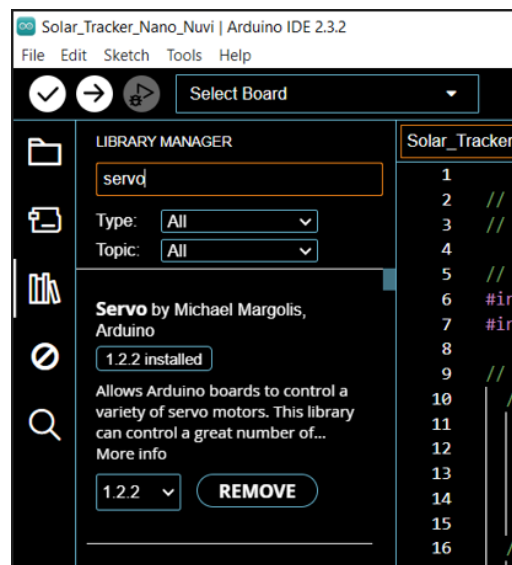 Solar_Tracker_Nano_Nuvi | Arduino IDE 2.3.2
File Edit Sketch Tools Help
Select Board
LIBRARY MANAGER
servo
Type: All
Topic: All
Servo by Michael Margolis,
Arduino
1.2.2 installed
Allows Arduino boards to control a
variety of servo motors. This library
can control a great number of...
More info
1.2.2 REMOVE
Solar_Tracker
1
2 //
3 //
4
5 //
6 #in
7 #in
8
9 //
10 /
11
12
13
14
15
16 /